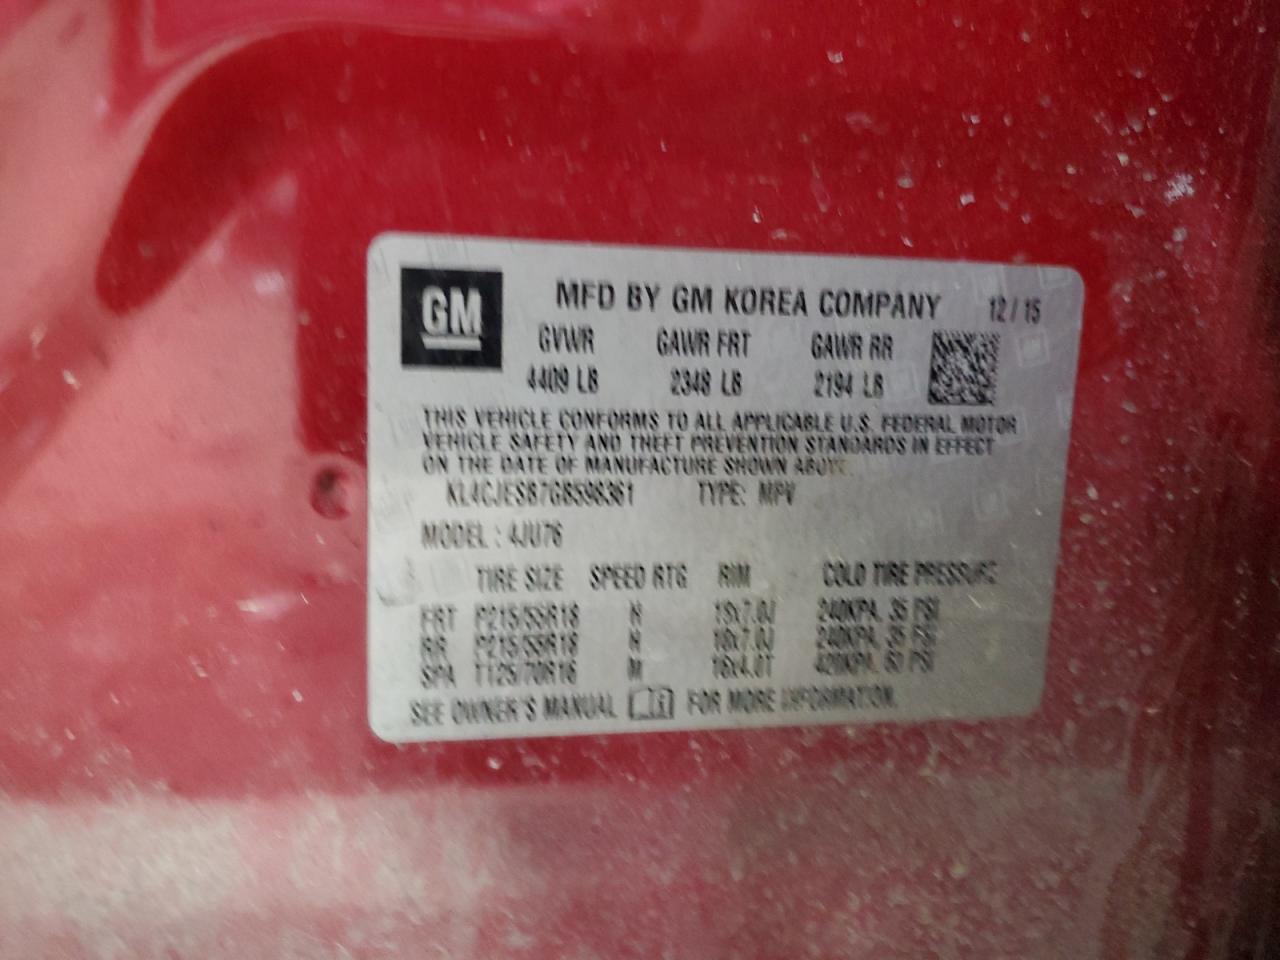 GM
MFD BY GM KOREA COMPANY 12/15
GVWR GAWR FRT GAWR RR
4409 LB 2348 LB 2194 LB
THIS VEHICLE CONFORMS TO ALL APPLICABLE U.S. FEDERAL MOTOR
VEHICLE SAFETY AND THEFT PREVENTION STANDARDS IN EFFECT
ON THE DATE OF MANUFACTURE SHOWN ABOVE.
KL4CJESB7GB598361 TYPE: MPV
MODEL : 4JU76
TIRE SIZE SPEED RTG RIM COLD TIRE PRESSURE
FRT P215/55R18 H 18x7.0J 240KPA, 35 PSI
RR P215/55R18 H 18x7.0J 240KPA, 35 PSI
SPA T125/70R16 M 16x4.0T 420KPA, 60 PSI
SEE OWNER'S MANUAL FOR MORE INFORMATION.